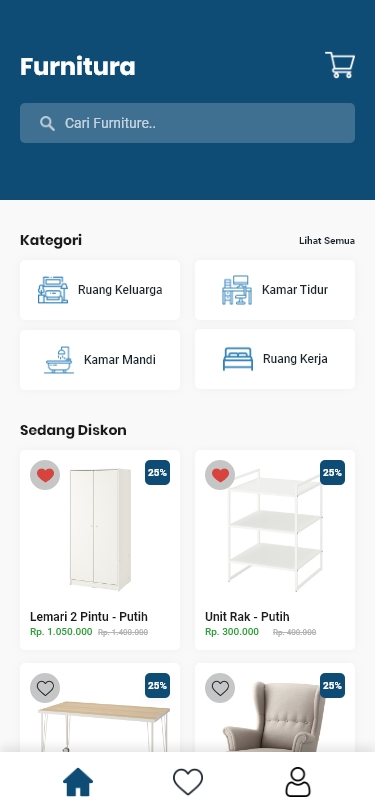 Furnitura
Cari Furniture..
Kategori
Lihat Semua
Ruang Keluarga
Kamar Tidur
Kamar Mandi
Ruang Kerja
Sedang Diskon
25%
25%
Lemari 2 Pintu - Putih
Rp. 1.050.000 Rp. 1.400.000
Unit Rak - Putih
Rp. 300.000 Rp. 400.000
25%
25%